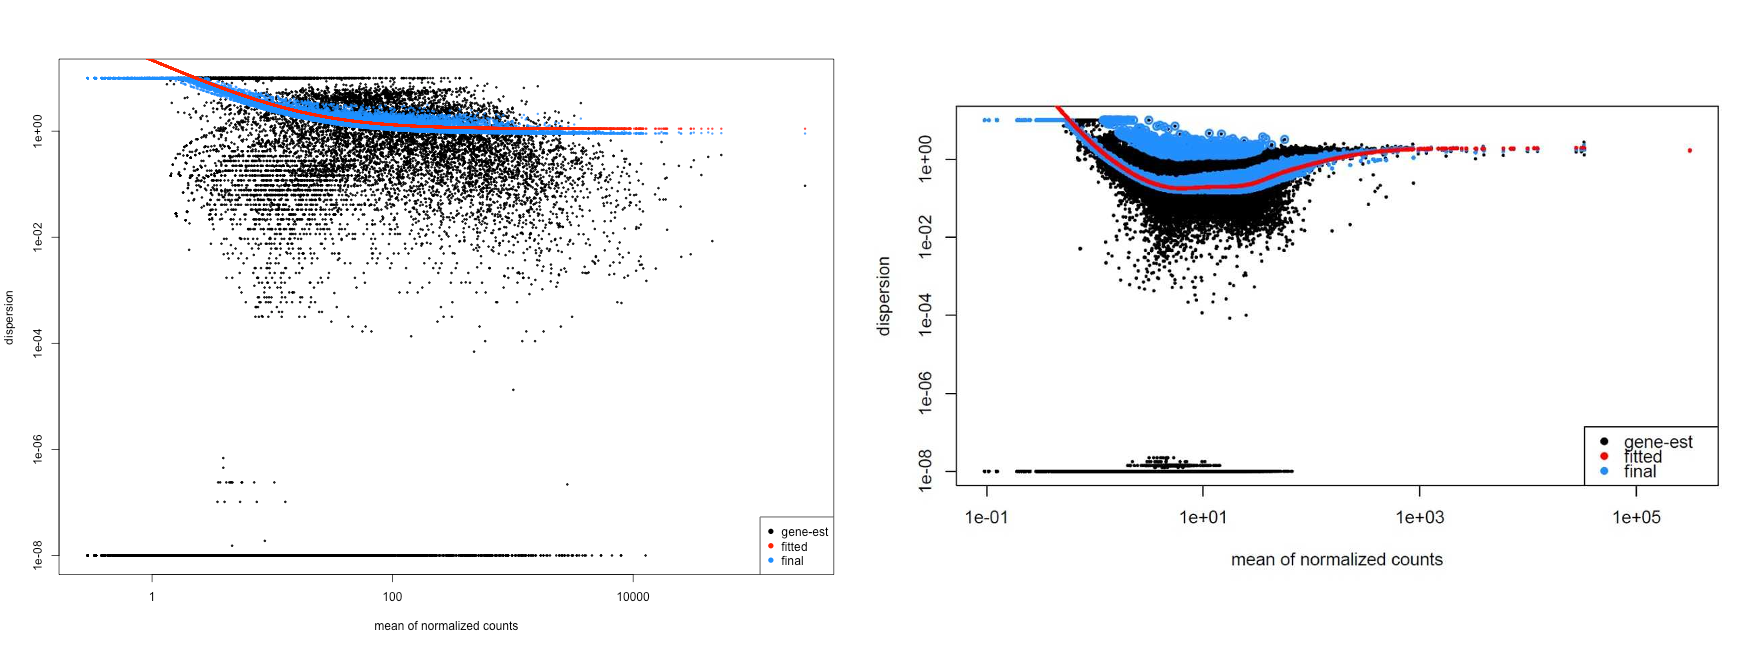 dispersion
1e+00
1e-02
1e-04
1e-06
1e-08
gene-est
fitted
final
1
100
10000
mean of normalized counts
dispersion
1e+00
1e-02
1e-04
1e-06
1e-08
gene-est
fitted
final
1e-01
1e+01
1e+03
1e+05
mean of normalized counts